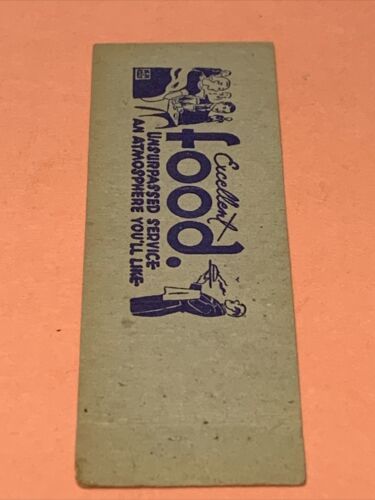 Excellent
food.
UNSURPASSED SERVICE
AN ATMOSPHERE YOU'LL LIKE